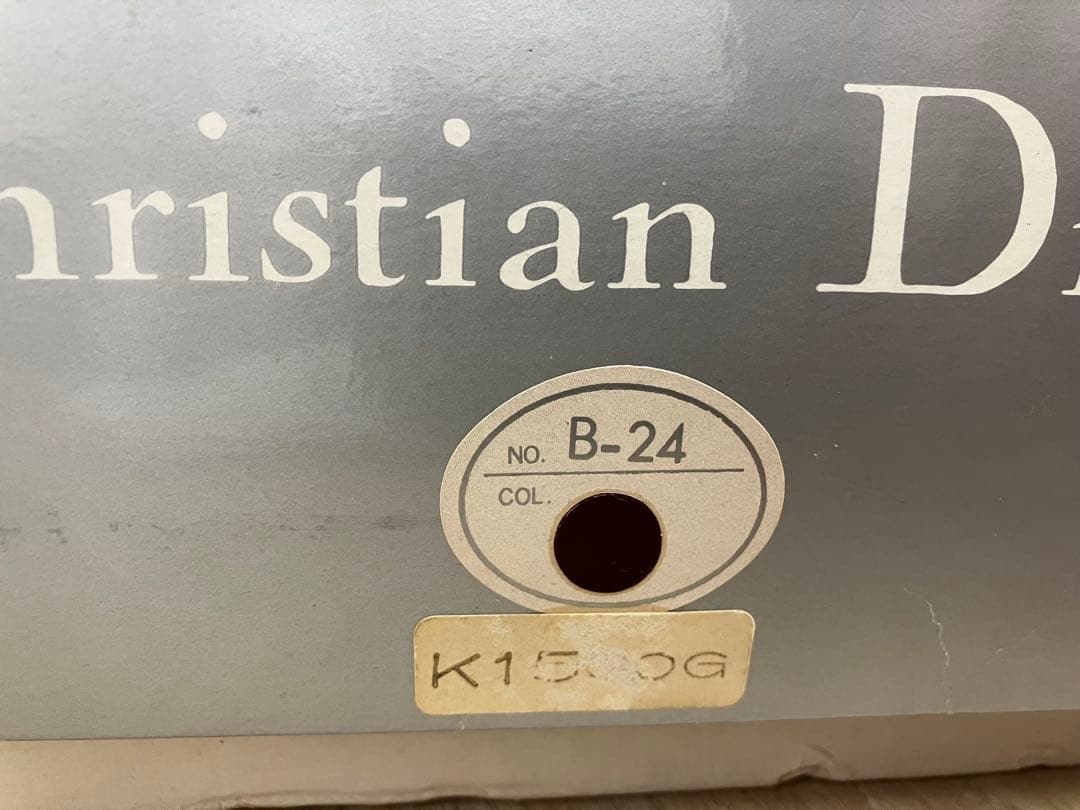 hristian D
NO. B-24
COL.